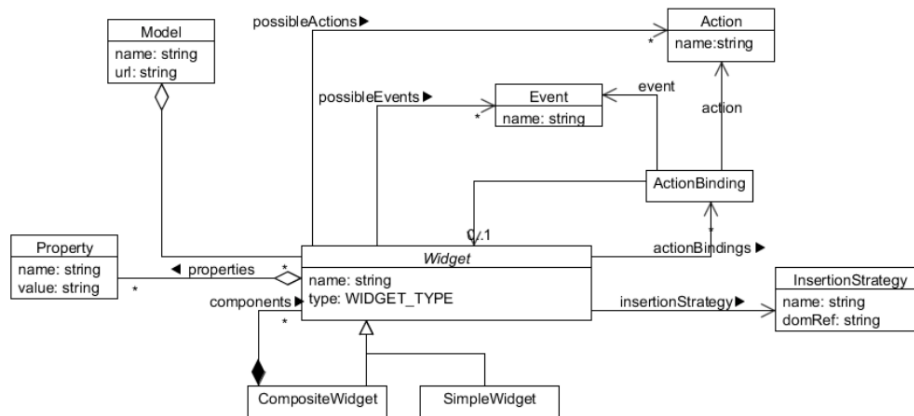 possibleActions▶
Action
name:string
*
Model
name: string
url: string
possibleEvents▶
Event
name: string
*
event
action
ActionBinding
0..1
*
Property
name: string
value: string
◀ properties
*
*
Widget
name: string
type: WIDGET_TYPE
actionBindings▶
components▶
*
insertionStrategy▶
InsertionStrategy
name: string
domRef: string
CompositeWidget
SimpleWidget